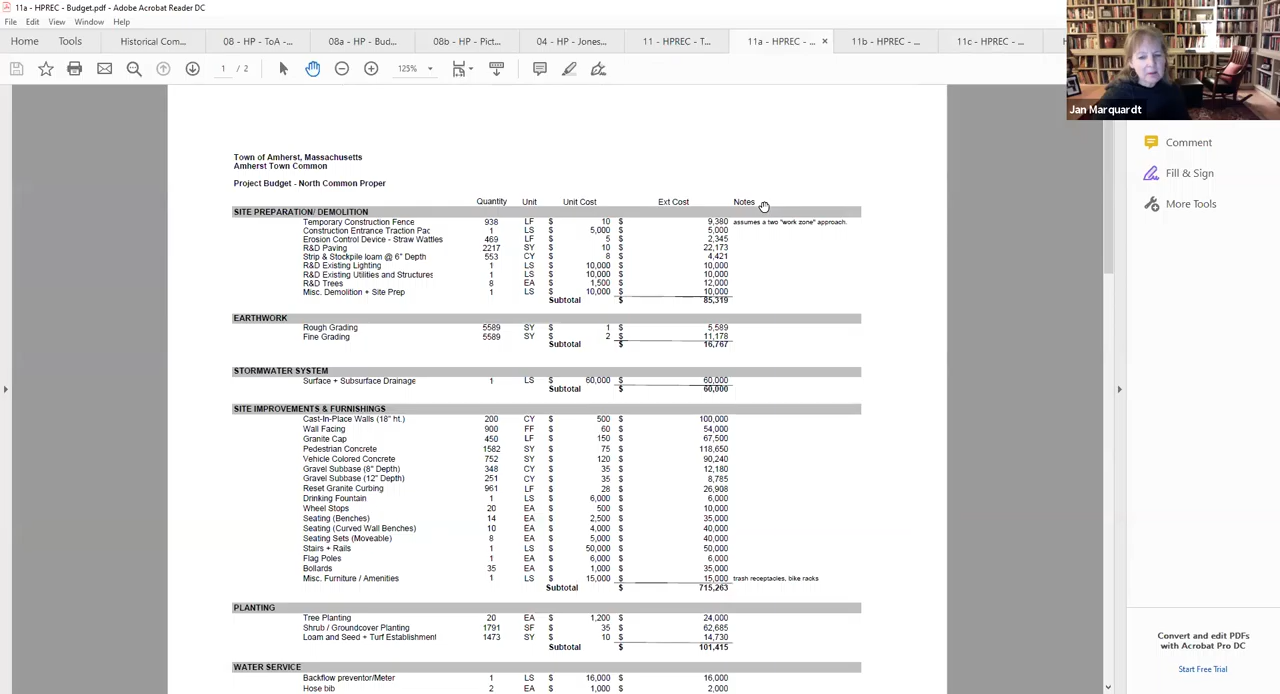 11a - HPREC - Budget.pdf - Adobe Acrobat Reader DC
File Edit View Window Help
Home Tools Historical Com... 08 - HP - ToA -... 08a - HP - Bud... 08b - HP - Pict... 04 - HP - Jones... 11 - HPREC - T... 11a - HPREC - ... × 11b - HPREC - ... 11c - HPREC - ...
1 / 2 125%
Jan Marquardt
Comment
Fill & Sign
More Tools
Town of Amherst, Massachusetts
Amherst Town Common
Project Budget - North Common Proper
Quantity Unit Unit Cost Ext Cost Notes
SITE PREPARATION/ DEMOLITION
Temporary Construction Fence 938 LF $ 10 $ 9,380 assumes a two "work zone" approach.
Construction Entrance Traction Pac 1 LS $ 5,000 $ 5,000
Erosion Control Device - Straw Wattles 469 LF $ 5 $ 2,345
R&D Paving 2217 SY $ 10 $ 22,173
Strip & Stockpile loam @ 6" Depth 553 CY $ 8 $ 4,421
R&D Existing Lighting 1 LS $ 10,000 $ 10,000
R&D Existing Utilities and Structures 1 LS $ 10,000 $ 10,000
R&D Trees 8 EA $ 1,500 $ 12,000
Misc. Demolition + Site Prep 1 LS $ 10,000 $ 10,000
Subtotal $ 85,319
EARTHWORK
Rough Grading 5589 SY $ 1 $ 5,589
Fine Grading 5589 SY $ 2 $ 11,178
Subtotal $ 16,767
STORMWATER SYSTEM
Surface + Subsurface Drainage 1 LS $ 60,000 $ 60,000
Subtotal $ 60,000
SITE IMPROVEMENTS & FURNISHINGS
Cast-In-Place Walls (18" ht.) 200 CY $ 500 $ 100,000
Wall Facing 900 FF $ 60 $ 54,000
Granite Cap 450 LF $ 150 $ 67,500
Pedestrian Concrete 1582 SY $ 75 $ 118,650
Vehicle Colored Concrete 752 SY $ 120 $ 90,240
Gravel Subbase (8" Depth) 348 CY $ 35 $ 12,180
Gravel Subbase (12" Depth) 251 CY $ 35 $ 8,785
Reset Granite Curbing 961 LF $ 28 $ 26,908
Drinking Fountain 1 LS $ 6,000 $ 6,000
Wheel Stops 20 EA $ 500 $ 10,000
Seating (Benches) 14 EA $ 2,500 $ 35,000
Seating (Curved Wall Benches) 10 EA $ 4,000 $ 40,000
Seating Sets (Moveable) 8 EA $ 5,000 $ 40,000
Stairs + Rails 1 LS $ 50,000 $ 50,000
Flag Poles 1 EA $ 6,000 $ 6,000
Bollards 35 EA $ 1,000 $ 35,000
Misc. Furniture / Amenities 1 LS $ 15,000 $ 15,000 trash receptacles, bike racks
Subtotal $ 715,263
PLANTING
Tree Planting 20 EA $ 1,200 $ 24,000
Shrub / Groundcover Planting 1791 SF $ 35 $ 62,685
Loam and Seed + Turf Establishment 1473 SY $ 10 $ 14,730
Subtotal $ 101,415
WATER SERVICE
Backflow preventor/Meter 1 LS $ 16,000 $ 16,000
Hose bib 2 EA $ 1,000 $ 2,000
Convert and edit PDFs
with Acrobat Pro DC
Start Free Trial